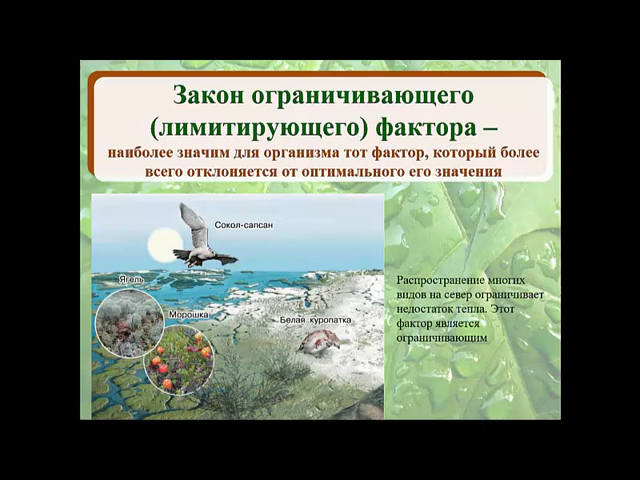 Закон ограничивающего
(лимитирующего) фактора –
наиболее значим для организма тот фактор, который более
всего отклоняется от оптимального его значения
Сокол-сапсан
Ягель
Морошка
Белая куропатка
Распространение многих
видов на север ограничивает
недостаток тепла. Этот
фактор является
ограничивающим